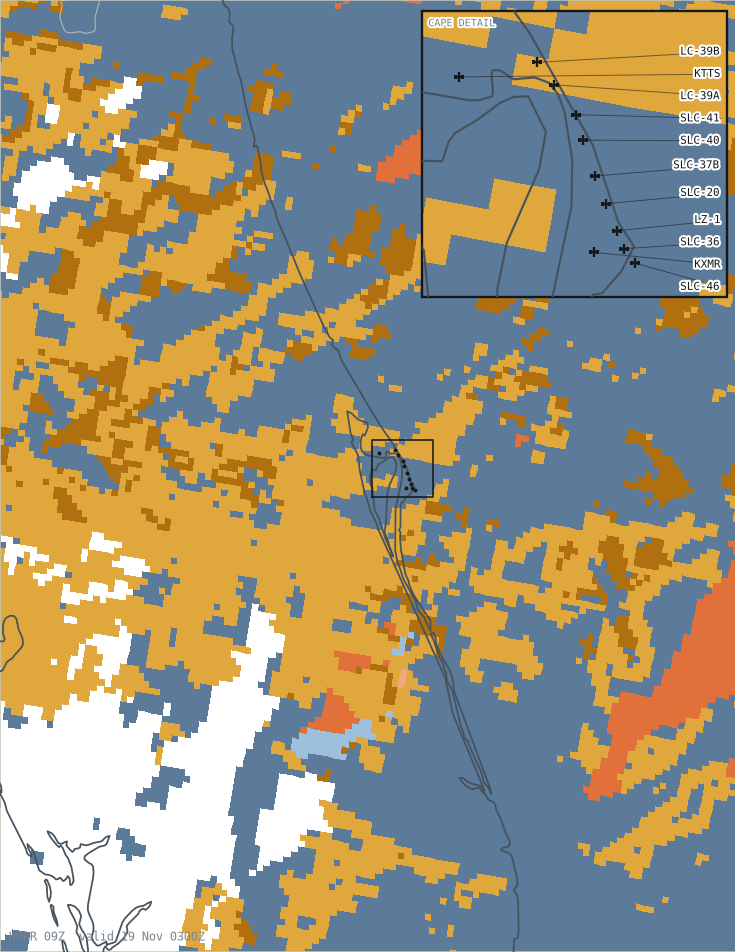 CAPE DETAIL
LC-39B
KTTS
LC-39A
SLC-41
SLC-40
SLC-37B
SLC-20
LZ-1
SLC-36
KXMR
SLC-46
09Z valid 19 Nov 0300Z